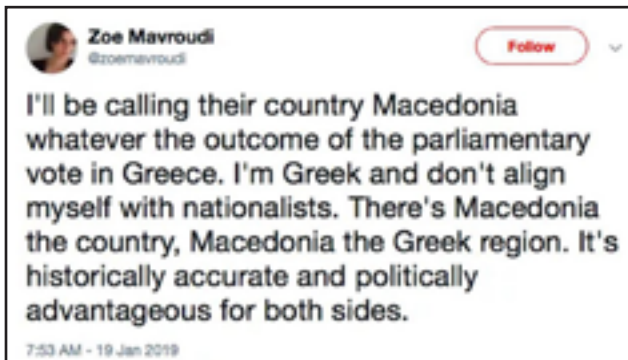 Zoe Mavroudi
@zoemavroudi
Follow
I'll be calling their country Macedonia
whatever the outcome of the parliamentary
vote in Greece. I'm Greek and don't align
myself with nationalists. There's Macedonia
the country, Macedonia the Greek region. It's
historically accurate and politically
advantageous for both sides.
7:53 AM - 19 Jan 2019